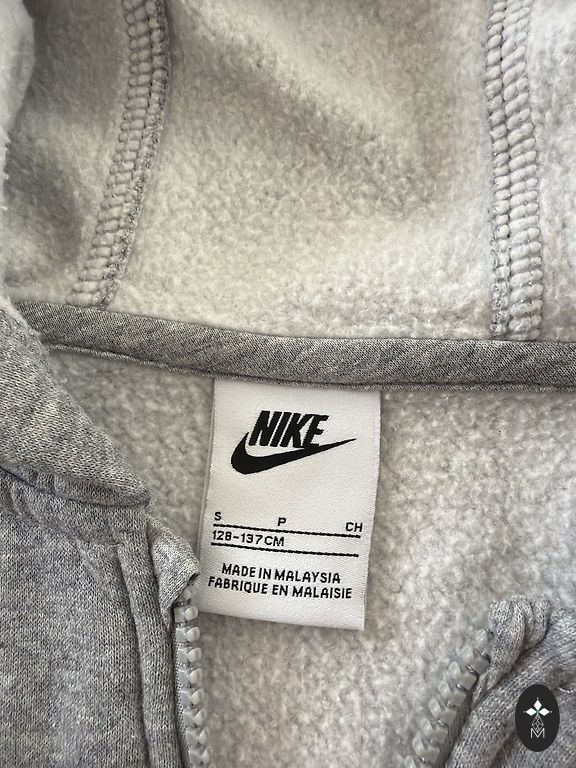 NIKE
S P CH
128-137CM
MADE IN MALAYSIA
FABRIQUE EN MALAISIE
M